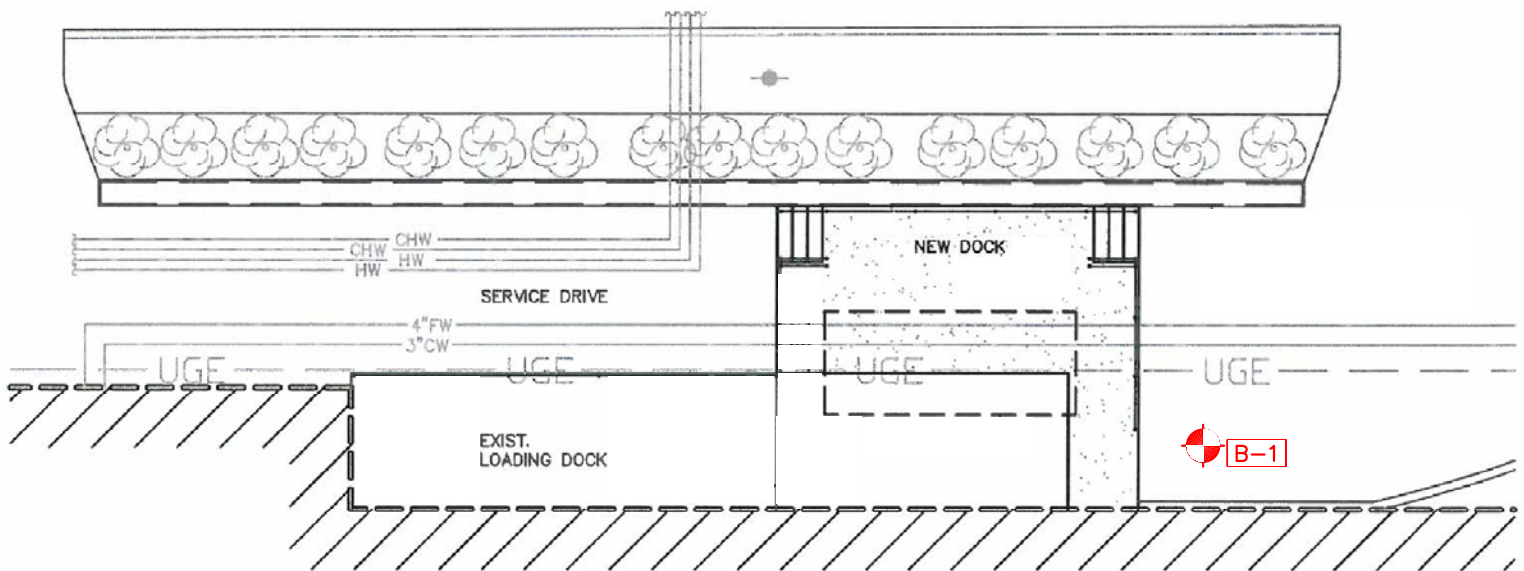 NEW DOCK
CHW
CHW
HW
HW
SERVICE DRIVE
4"FW
3"CW
UGE
UGE
UGE
UGE
EXIST.
LOADING DOCK
B-1